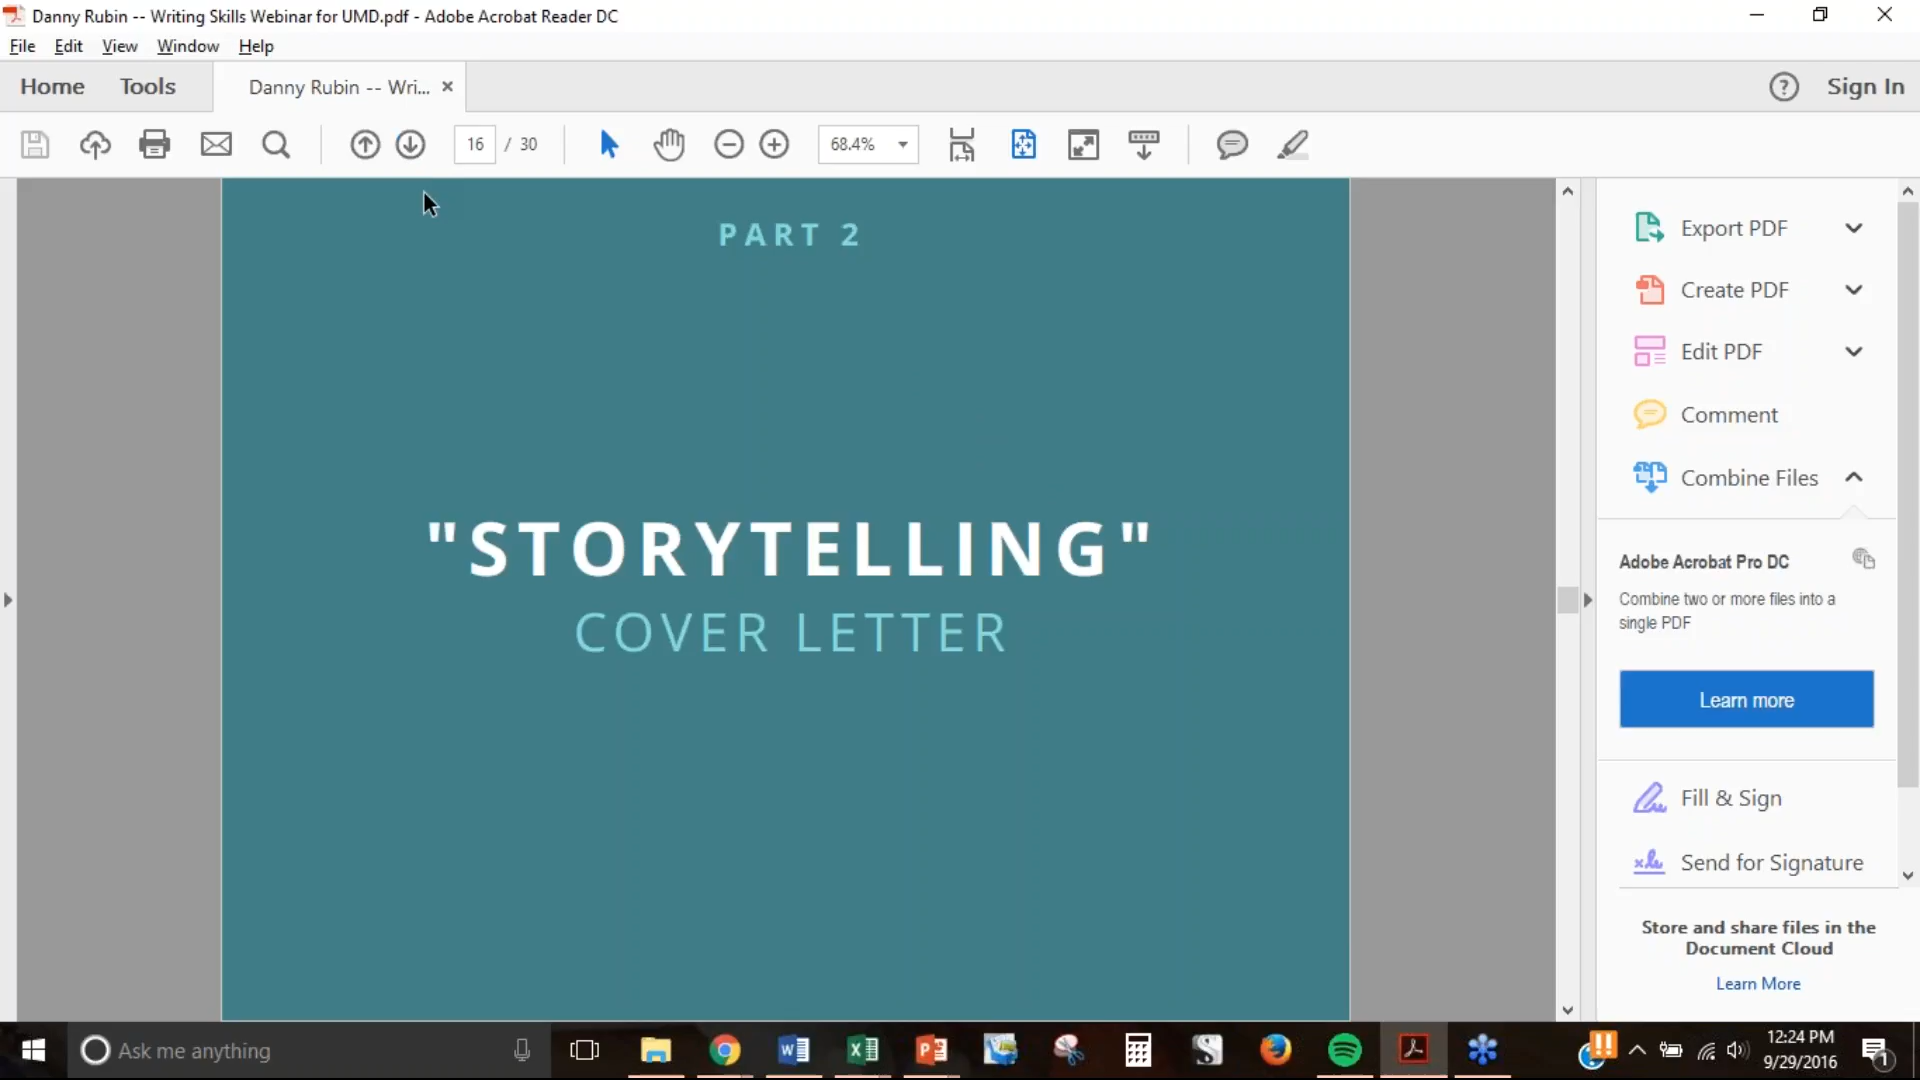 Danny Rubin -- Writing Skills Webinar for UMD.pdf - Adobe Acrobat Reader DC
File Edit View Window Help
Home Tools Danny Rubin -- Wri... × ? Sign In
16 / 30 68.4%
PART 2
"STORYTELLING"
COVER LETTER
Export PDF
Create PDF
Edit PDF
Comment
Combine Files
Adobe Acrobat Pro DC
Combine two or more files into a
single PDF
Learn more
Fill & Sign
Send for Signature
Store and share files in the
Document Cloud
Learn More
Ask me anything
12:24 PM
9/29/2016
1